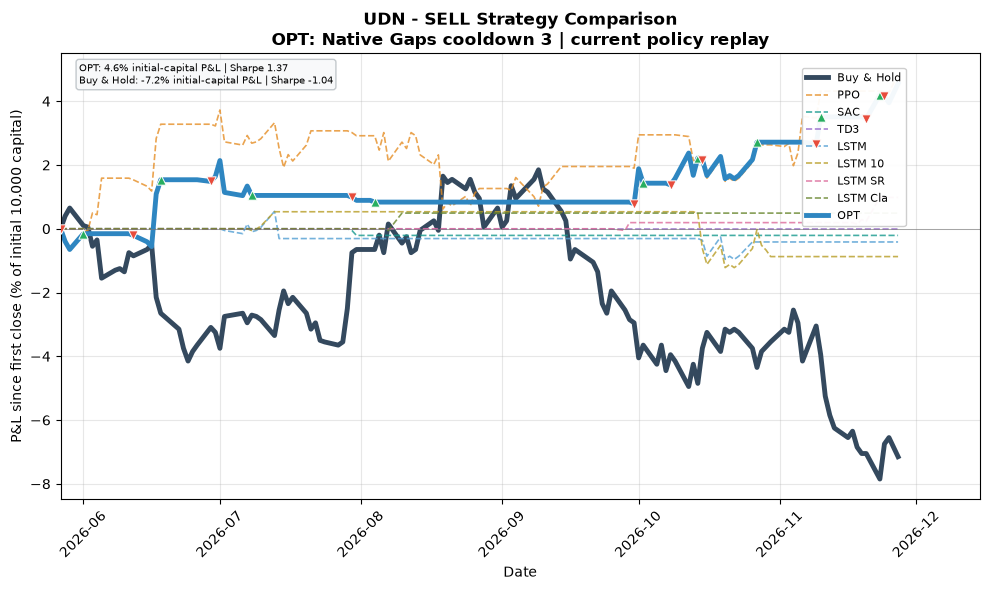 UDN - SELL Strategy Comparison
OPT: Native Gaps cooldown 3 | current policy replay
OPT: 4.6% initial-capital P&L | Sharpe 1.37
Buy & Hold: -7.2% initial-capital P&L | Sharpe -1.04
Buy & Hold
PPO
SAC
TD3
LSTM
LSTM 10
LSTM SR
LSTM Cla
OPT
P&L since first close (% of initial 10,000 capital)
4
2
0
−2
−4
−6
−8
2026-06
2026-07
2026-08
2026-09
2026-10
2026-11
2026-12
Date